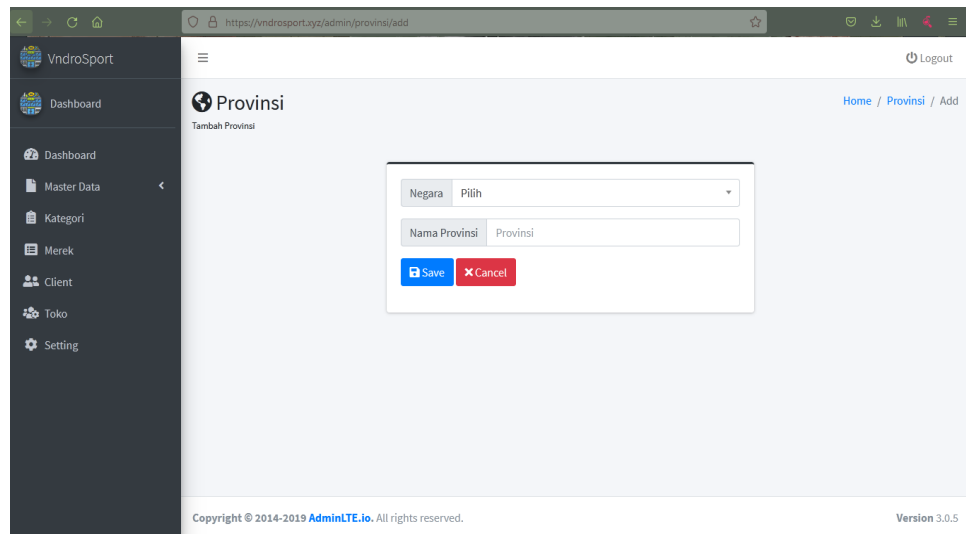 https://vndrosport.xyz/admin/provinsi/add
VndroSport
Logout
Dashboard
Provinsi
Home / Provinsi / Add
Tambah Provinsi
Dashboard
Master Data
Kategori
Merek
Client
Toko
Setting
Negara Pilih
Nama Provinsi Provinsi
Save Cancel
Copyright © 2014-2019 AdminLTE.io. All rights reserved.
Version 3.0.5